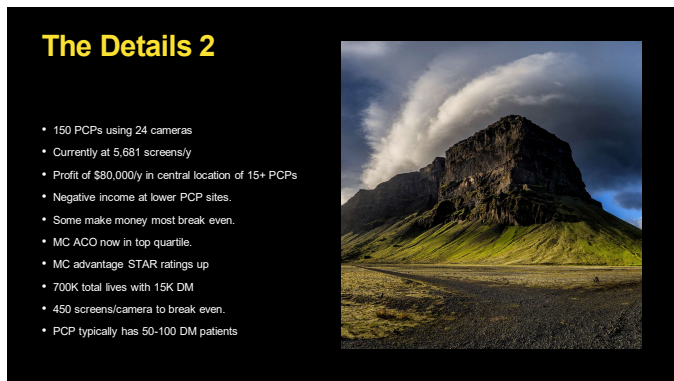 The Details 2
• 150 PCPs using 24 cameras
• Currently at 5,681 screens/y
• Profit of $80,000/y in central location of 15+ PCPs
• Negative income at lower PCP sites.
• Some make money most break even.
• MC ACO now in top quartile.
• MC advantage STAR ratings up
• 700K total lives with 15K DM
• 450 screens/camera to break even.
• PCP typically has 50-100 DM patients